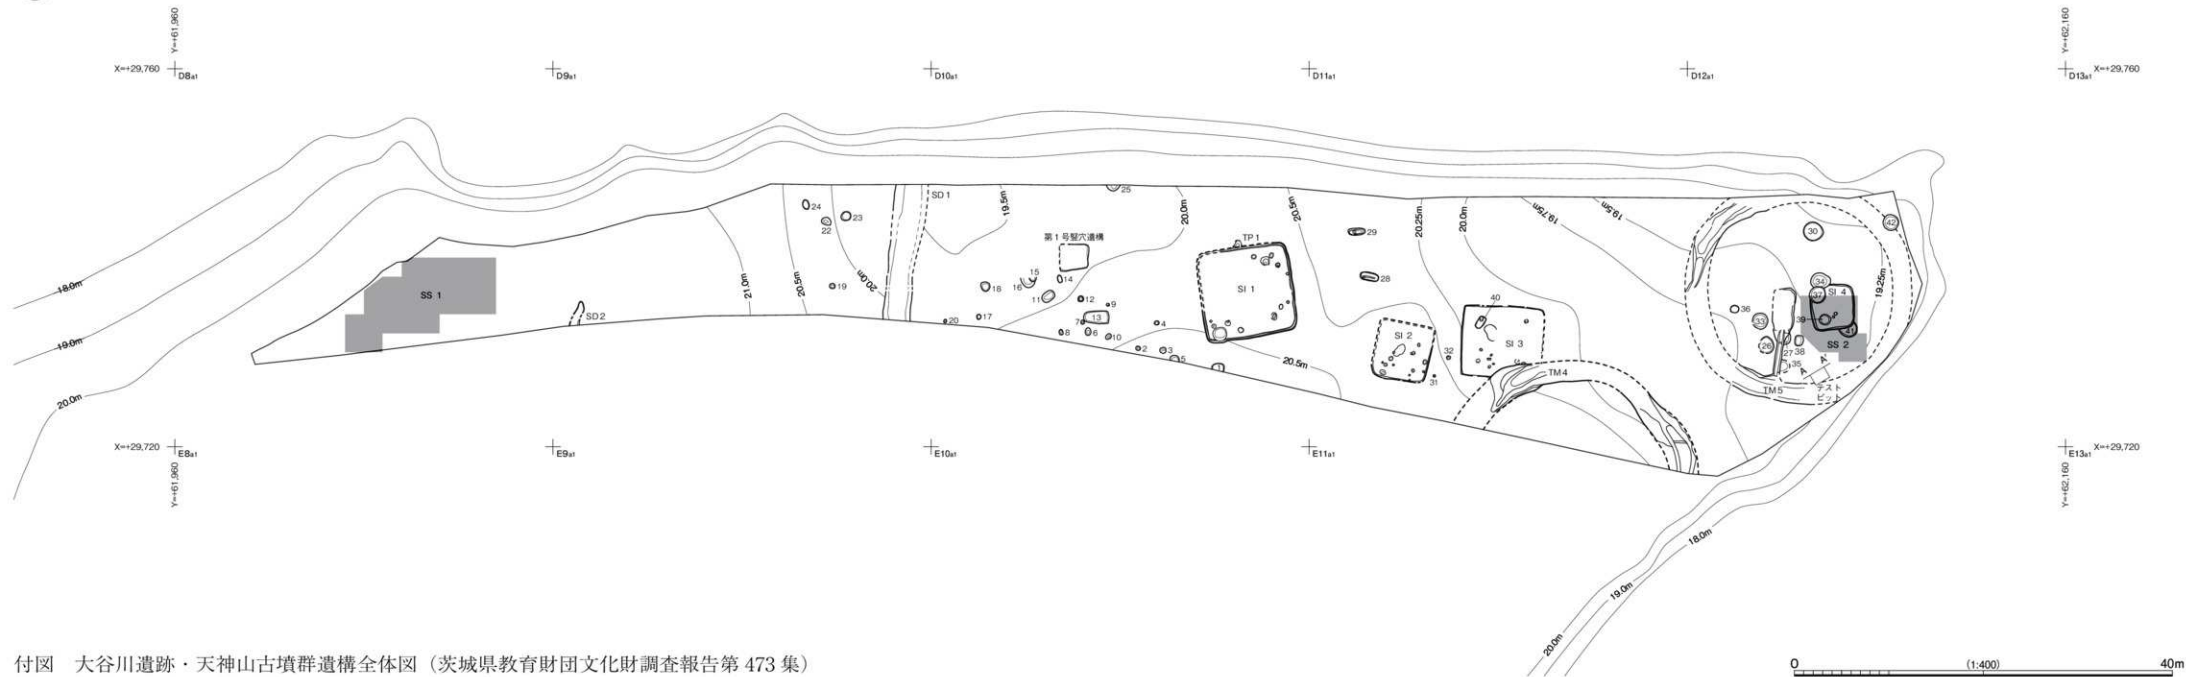 Y=+61,960
Y=+62,160
X=+29,760
D8a1
D9a1
D10a1
D11a1
D12a1
D13a1
X=+29,760
SD 1
25
24
23
22
19
19.5m
20.0m
20.5m
20.25m
20.0m
19.75m
19.5m
21.0m
20.5m
20.0m
第1号竪穴遺構
TP 1
29
28
30
42
15
16
14
18
11
12
9
13
17
20
7
8
6
10
4
2
3
5
1
SI 1
SI 2
SI 3
40
32
31
TM 4
34
SI 4
37
36
33
39
41
26
27
38
35
SS 2
19.25m
A
A'
TM 5
テスト
ピット
SS 1
SD 2
20.5m
18.0m
19.0m
20.0m
X=+29,720
E8a1
E9a1
E10a1
E11a1
E13a1
X=+29,720
Y=+61,960
Y=+62,160
18.0m
19.0m
20.0m
付図 大谷川遺跡・天神山古墳群遺構全体図（茨城県教育財団文化財調査報告第 473 集）
0
(1:400)
40m